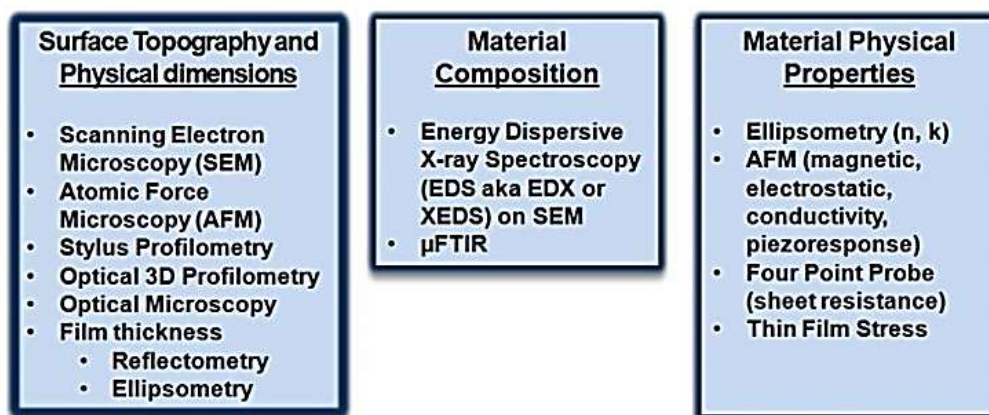 Surface Topography and
Physical dimensions
• Scanning Electron
Microscopy (SEM)
• Atomic Force
Microscopy (AFM)
• Stylus Profilometry
• Optical 3D Profilometry
• Optical Microscopy
• Film thickness
• Reflectometry
• Ellipsometry
Material
Composition
• Energy Dispersive
X-ray Spectroscopy
(EDS aka EDX or
XEDS) on SEM
• µFTIR
Material Physical
Properties
• Ellipsometry (n, k)
• AFM (magnetic,
electrostatic,
conductivity,
piezoresponse)
• Four Point Probe
(sheet resistance)
• Thin Film Stress